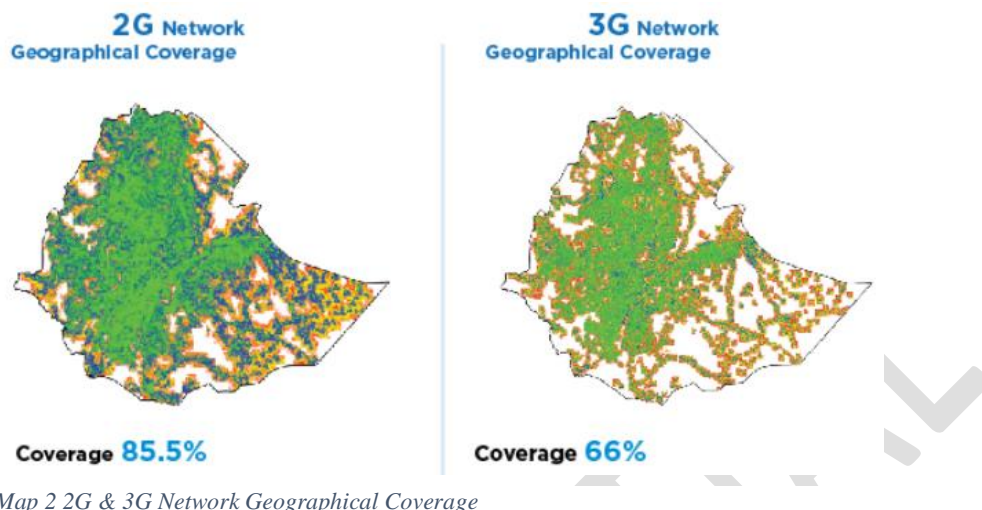 2G Network
Geographical Coverage
3G Network
Geographical Coverage
Coverage 85.5%
Coverage 66%
Map 2 2G & 3G Network Geographical Coverage